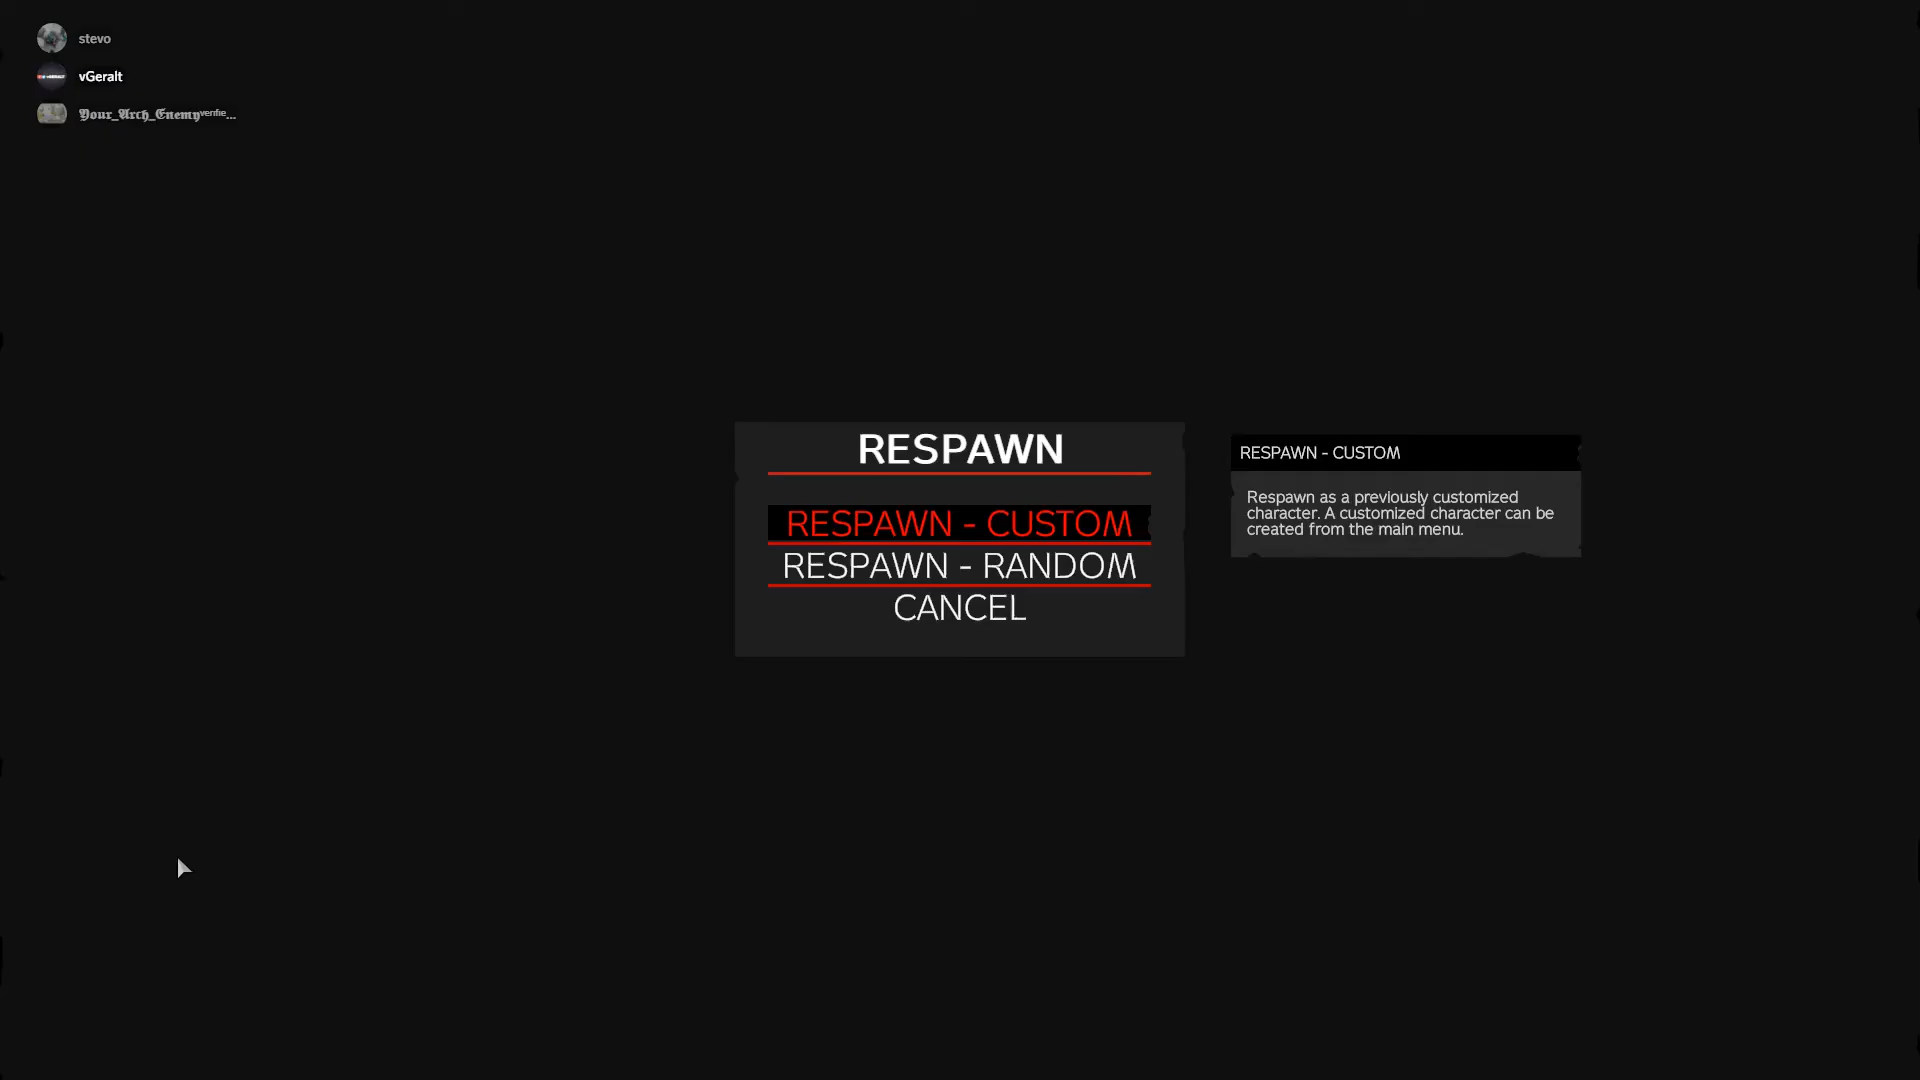 stevo
vGeralt
𝖄𝖔𝖚𝖗_𝕬𝖗𝖈𝖍_𝕰𝖓𝖊𝖒𝖞ᵛᵉʳⁱᶠⁱᵉ...
RESPAWN
RESPAWN - CUSTOM
RESPAWN - RANDOM
CANCEL
RESPAWN - CUSTOM
Respawn as a previously customized
character. A customized character can be
created from the main menu.